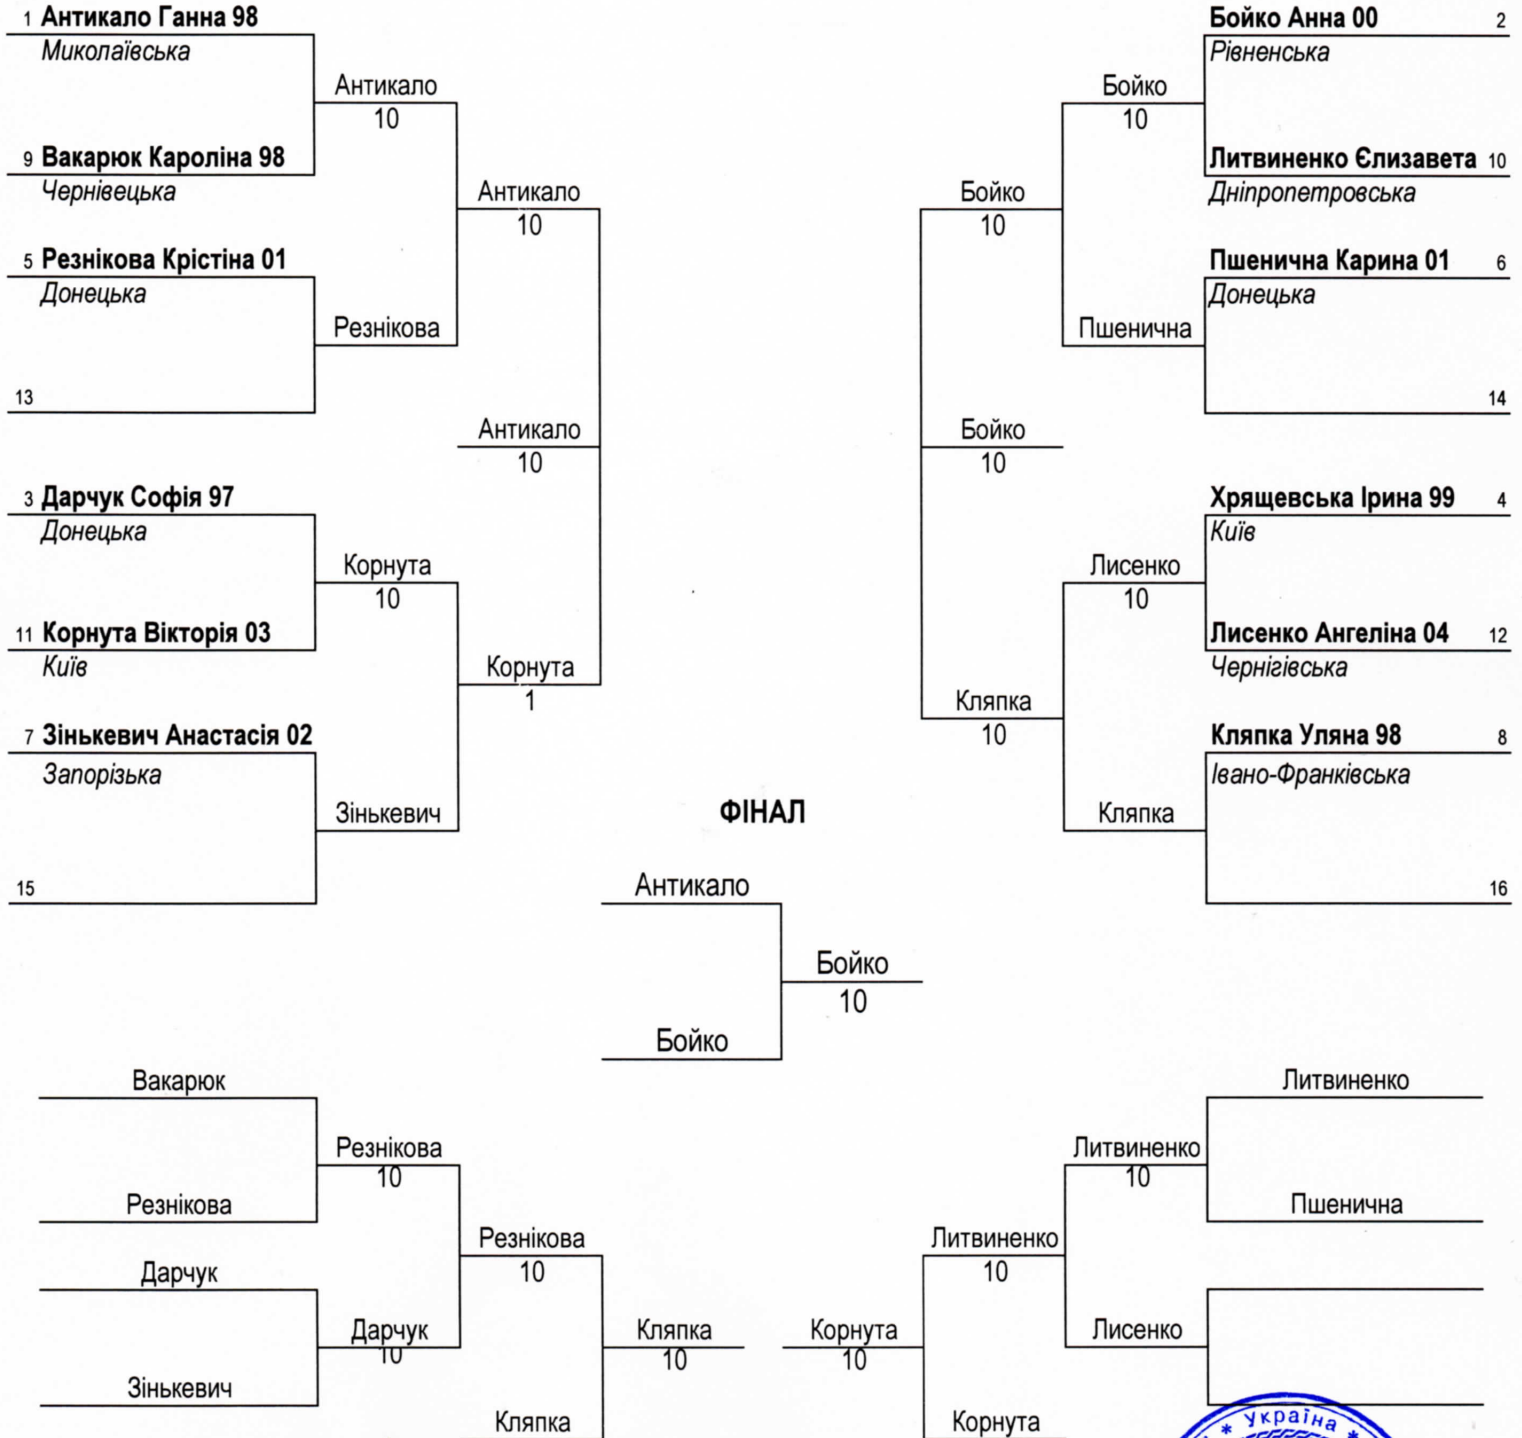 1 Антикало Ганна 98
Миколаївська
Антикало
10
9 Вакарюк Кароліна 98
Чернівецька
Антикало
10
5 Резнікова Крістіна 01
Донецька
Резнікова
13
Антикало
10
3 Дарчук Софія 97
Донецька
Корнута
10
11 Корнута Вікторія 03
Київ
Корнута
1
7 Зінькевич Анастасія 02
Запорізька
Зінькевич
15
Бойко Анна 00 2
Рівненська
Бойко
10
Литвиненко Єлизавета 10
Дніпропетровська
Бойко
10
Пшенична Карина 01 6
Донецька
Пшенична
14
Бойко
10
Хрящевська Ірина 99 4
Київ
Лисенко
10
Лисенко Ангеліна 04 12
Чернігівська
Кляпка
10
Кляпка Уляна 98 8
Івано-Франківська
Кляпка
16
ФІНАЛ
Антикало
Бойко
10
Бойко
Вакарюк
Резнікова
10
Резнікова
Резнікова
10
Дарчук
Дарчук
10
Зінькевич
Кляпка
10
Кляпка
Литвиненко
Литвиненко
10
Пшенична
Литвиненко
10
Лисенко
Корнута
10
Корнута
* Україна *